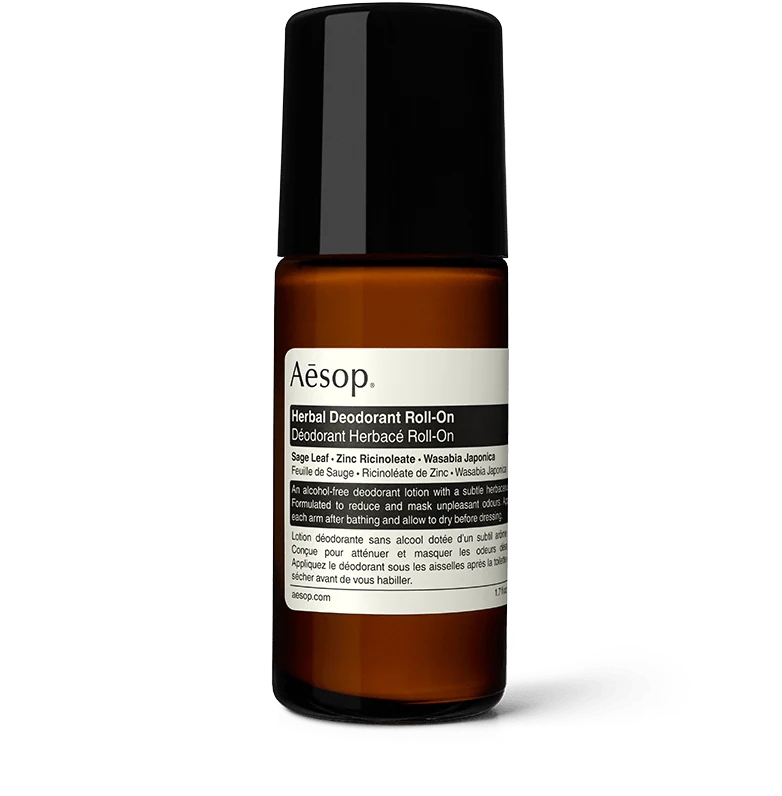 Aēsop®
Herbal Deodorant Roll-On
Déodorant Herbacé Roll-On
Sage Leaf • Zinc Ricinoleate • Wasabia Japonica
Feuille de Sauge • Ricinoléate de Zinc • Wasabia Japonica
An alcohol-free deodorant lotion with a subtle
Formulated to reduce and mask unpleasant odours.
each arm after bathing and allow to dry before dressing.
Lotion déodorante sans alcool dotée d'un subtil
Conçue pour atténuer et masquer les odeurs
Appliquez le déodorant sous les aisselles après la toilette
sécher avant de vous habiller.
aesop.com 1.7 fl